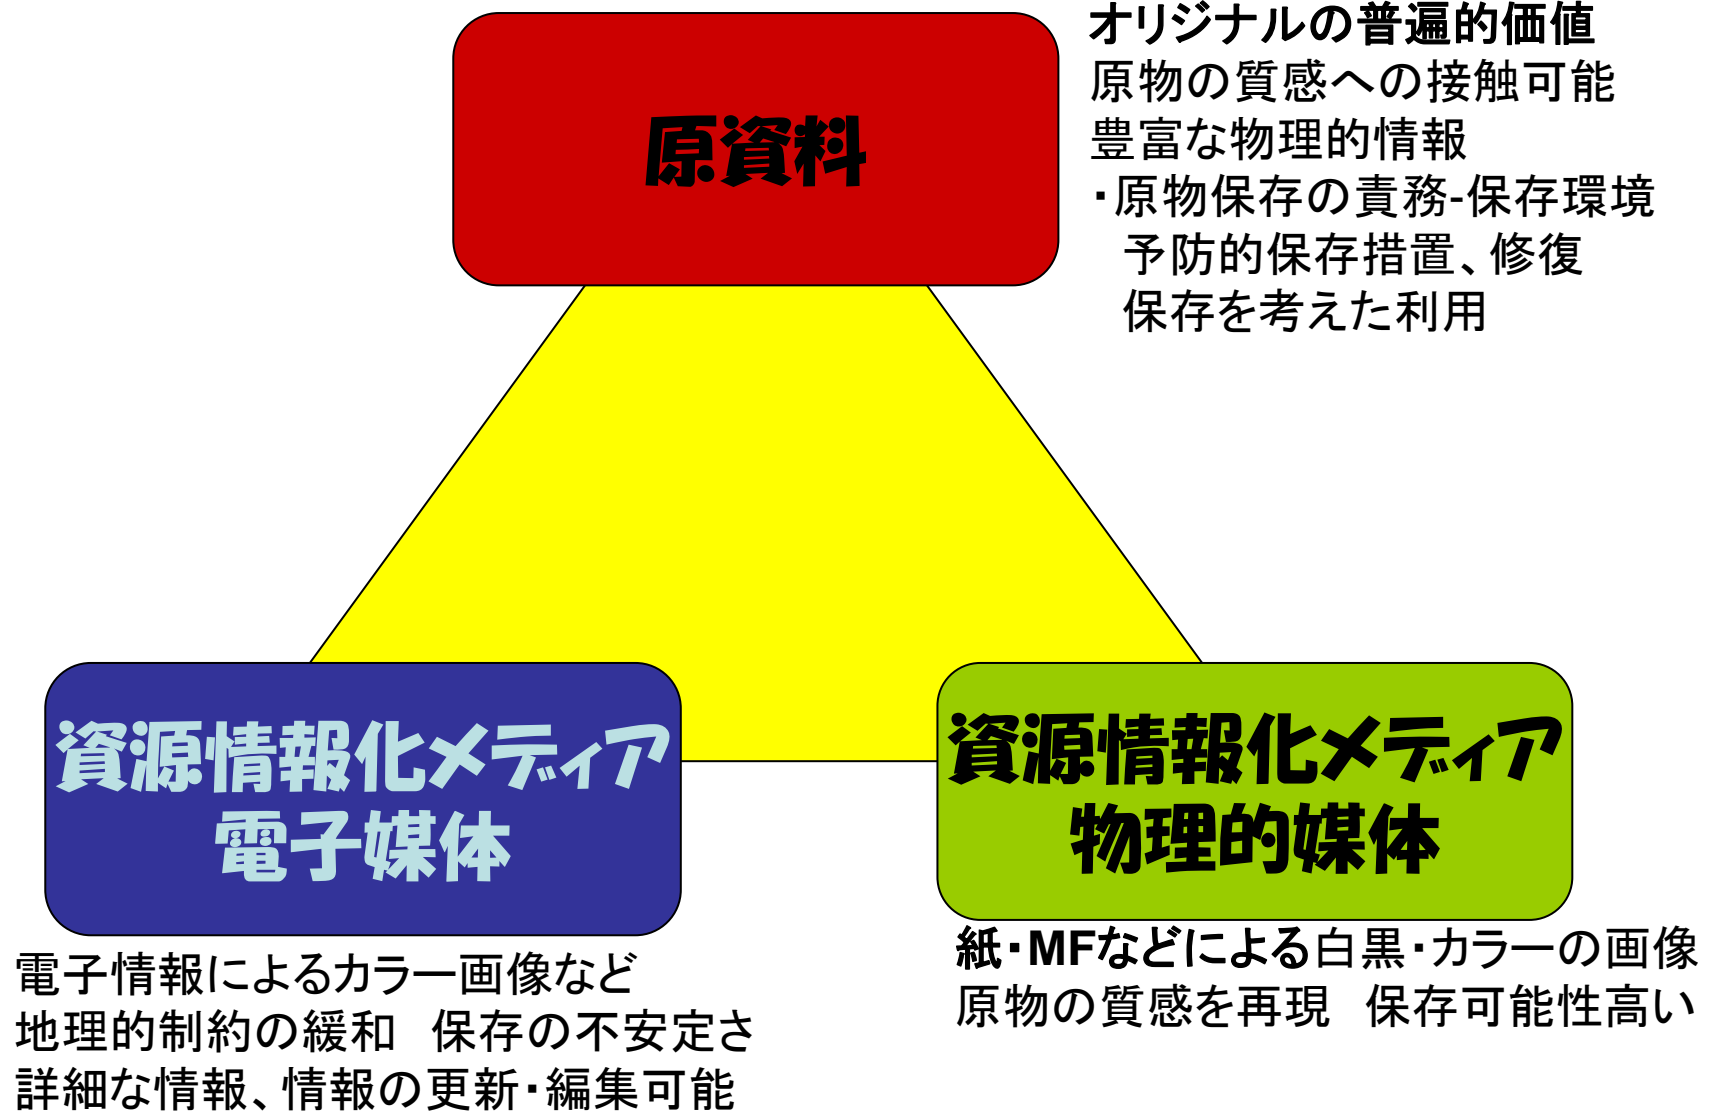 原資料
オリジナルの普遍的価値
原物の質感への接触可能
豊富な物理的情報
・原物保存の責務-保存環境
予防的保存措置、修復
保存を考えた利用
資源情報化メディア
電子媒体
電子情報によるカラー画像など
地理的制約の緩和　保存の不安定さ
詳細な情報、情報の更新・編集可能
資源情報化メディア
物理的媒体
紙・MFなどによる白黒・カラーの画像
原物の質感を再現　保存可能性高い